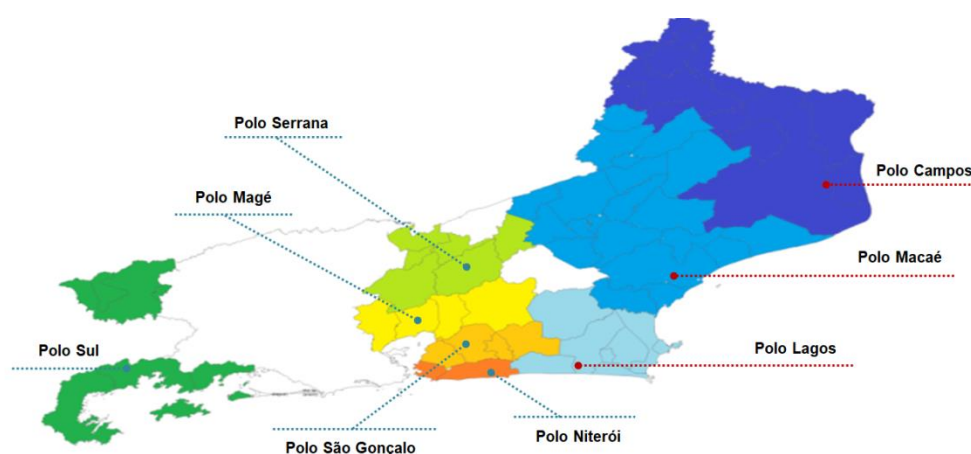 Polo Serrana
Polo Campos
Polo Magé
Polo Macaé
Polo Sul
Polo Lagos
Polo São Gonçalo
Polo Niterói